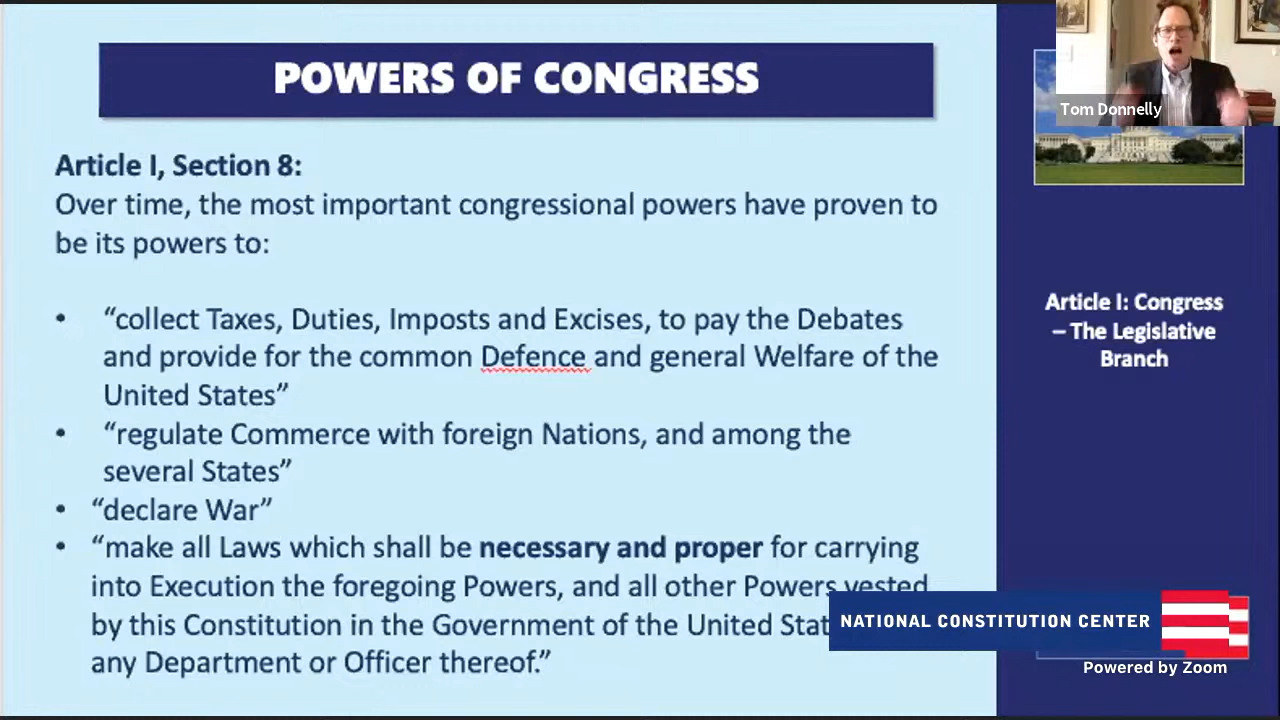 POWERS OF CONGRESS
Tom Donnelly
Article I, Section 8:
Over time, the most important congressional powers have proven to
be its powers to:
• “collect Taxes, Duties, Imposts and Excises, to pay the Debates
and provide for the common Defence and general Welfare of the
United States”
• “regulate Commerce with foreign Nations, and among the
several States”
• “declare War”
• “make all Laws which shall be necessary and proper for carrying
into Execution the foregoing Powers, and all other Powers vested
by this Constitution in the Government of the United
any Department or Officer thereof.”
Article I: Congress
– The Legislative
Branch
NATIONAL CONSTITUTION CENTER
Powered by Zoom